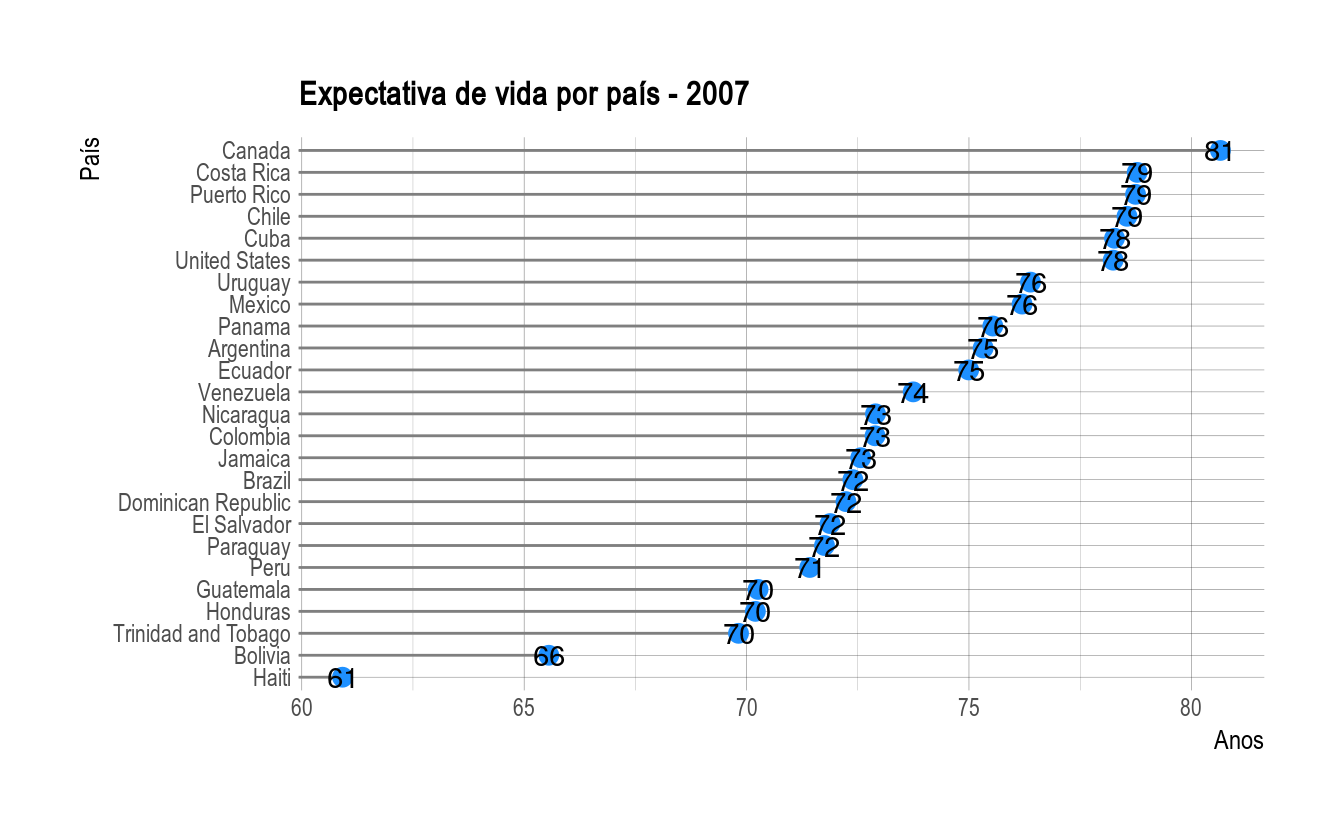 Expectativa de vida por país - 2007
País
Canada 81
Costa Rica 79
Puerto Rico 79
Chile 79
Cuba 78
United States 78
Uruguay 76
Mexico 76
Panama 76
Argentina 75
Ecuador 75
Venezuela 74
Nicaragua 73
Colombia 73
Jamaica 73
Brazil 72
Dominican Republic 72
El Salvador 72
Paraguay 72
Peru 71
Guatemala 70
Honduras 70
Trinidad and Tobago 70
Bolivia 66
Haiti 61
60 65 70 75 80
Anos